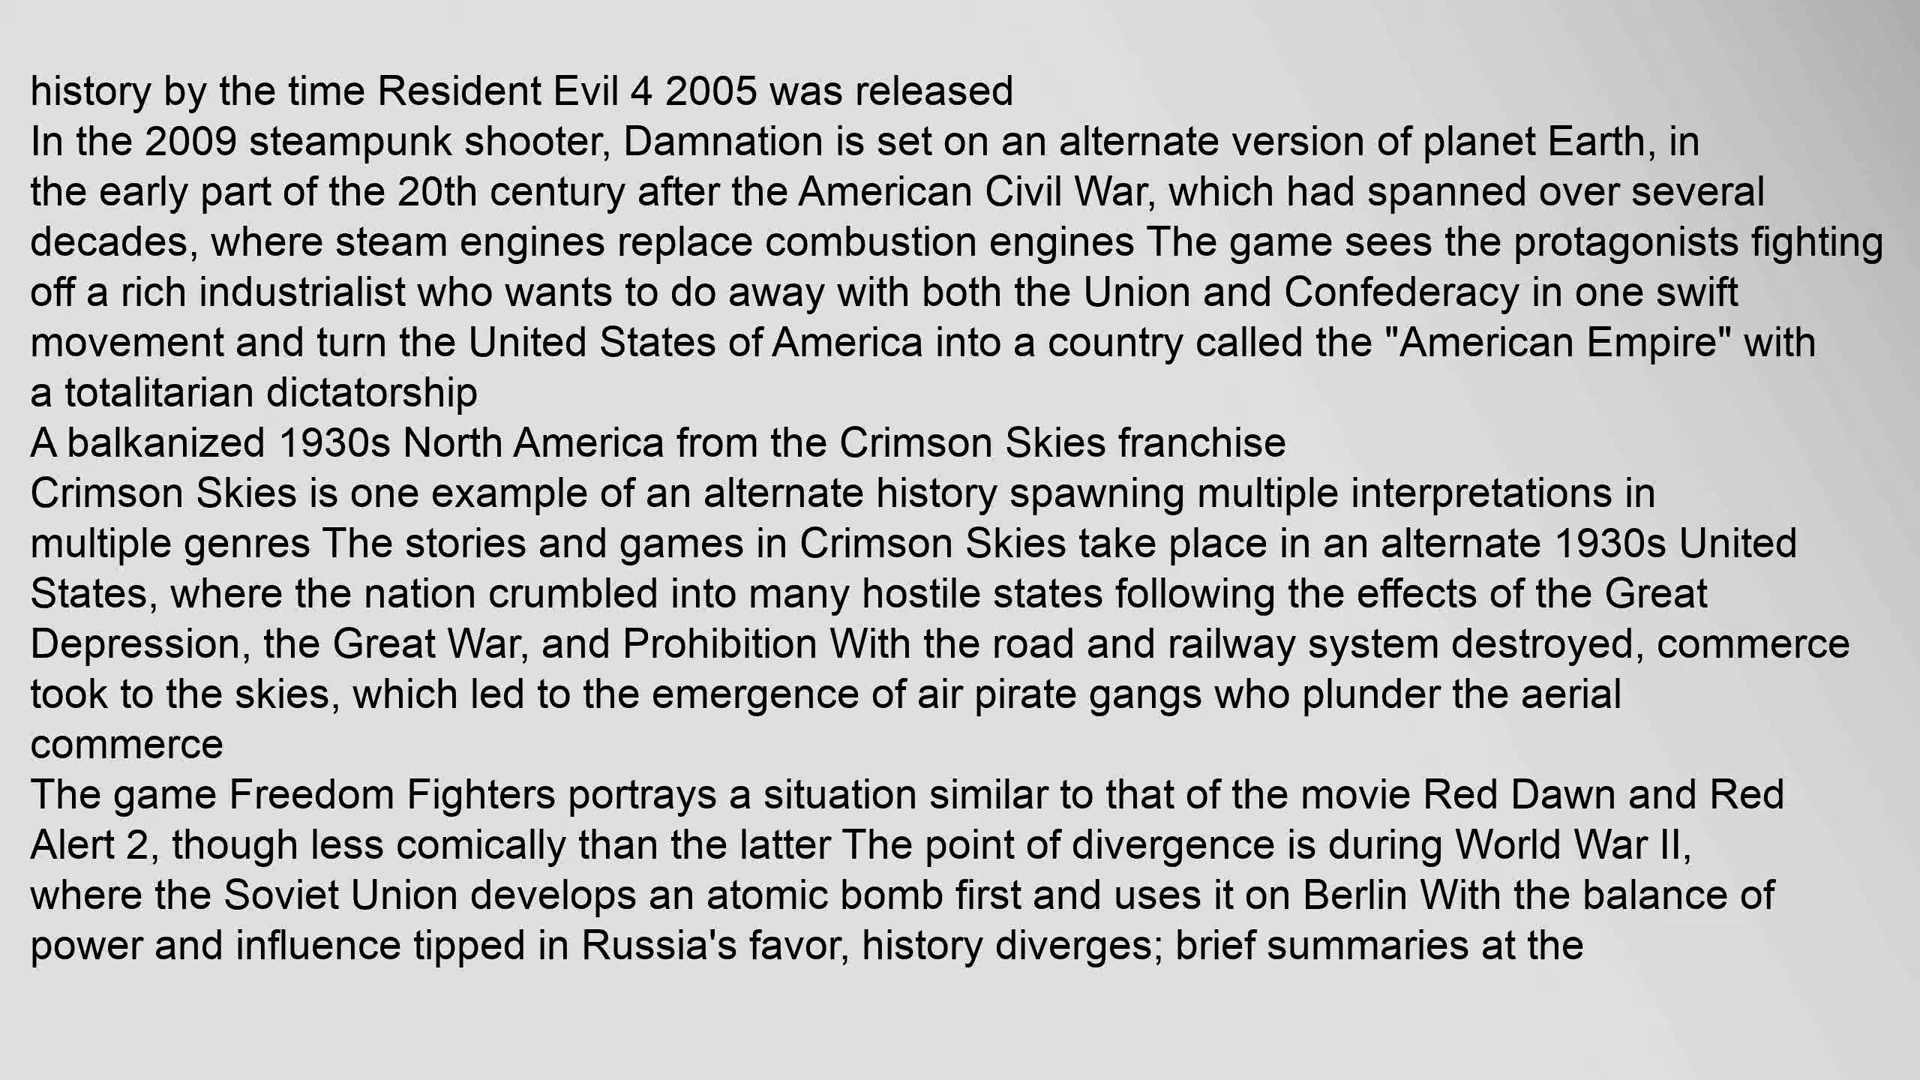 history by the time Resident Evil 4 2005 was released
In the 2009 steampunk shooter, Damnation is set on an alternate version of planet Earth, in
the early part of the 20th century after the American Civil War, which had spanned over several
decades, where steam engines replace combustion engines The game sees the protagonists fighting
off a rich industrialist who wants to do away with both the Union and Confederacy in one swift
movement and turn the United States of America into a country called the "American Empire" with
a totalitarian dictatorship
A balkanized 1930s North America from the Crimson Skies franchise
Crimson Skies is one example of an alternate history spawning multiple interpretations in
multiple genres The stories and games in Crimson Skies take place in an alternate 1930s United
States, where the nation crumbled into many hostile states following the effects of the Great
Depression, the Great War, and Prohibition With the road and railway system destroyed, commerce
took to the skies, which led to the emergence of air pirate gangs who plunder the aerial
commerce
The game Freedom Fighters portrays a situation similar to that of the movie Red Dawn and Red
Alert 2, though less comically than the latter The point of divergence is during World War II,
where the Soviet Union develops an atomic bomb first and uses it on Berlin With the balance of
power and influence tipped in Russia's favor, history diverges; brief summaries at the